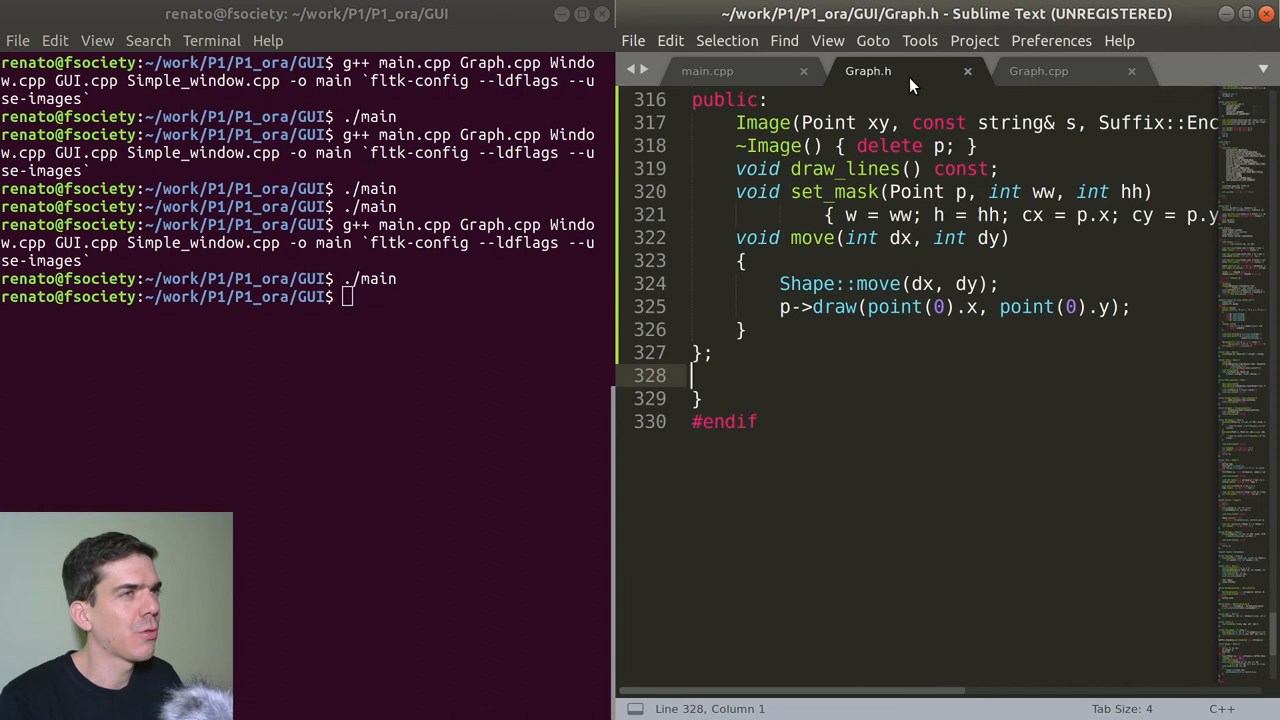 renato@fsociety: ~/work/P1/P1_ora/GUI
File Edit View Search Terminal Help
renato@fsociety:~/work/P1/P1_ora/GUI$ g++ main.cpp Graph.cpp Windo
w.cpp GUI.cpp Simple_window.cpp -o main `fltk-config --ldflags --u
se-images`
renato@fsociety:~/work/P1/P1_ora/GUI$ ./main
renato@fsociety:~/work/P1/P1_ora/GUI$ g++ main.cpp Graph.cpp Windo
w.cpp GUI.cpp Simple_window.cpp -o main `fltk-config --ldflags --u
se-images`
renato@fsociety:~/work/P1/P1_ora/GUI$ ./main
renato@fsociety:~/work/P1/P1_ora/GUI$ ./main
renato@fsociety:~/work/P1/P1_ora/GUI$ g++ main.cpp Graph.cpp Windo
w.cpp GUI.cpp Simple_window.cpp -o main `fltk-config --ldflags --u
se-images`
renato@fsociety:~/work/P1/P1_ora/GUI$ ./main
renato@fsociety:~/work/P1/P1_ora/GUI$
~/work/P1/P1_ora/GUI/Graph.h - Sublime Text (UNREGISTERED)
File Edit Selection Find View Goto Tools Project Preferences Help
main.cpp Graph.h Graph.cpp
316 public:
317     Image(Point xy, const string& s, Suffix::Enc
318     ~Image() { delete p; }
319     void draw_lines() const;
320     void set_mask(Point p, int ww, int hh)
321             { w = ww; h = hh; cx = p.x; cy = p.y
322     void move(int dx, int dy)
323     {
324         Shape::move(dx, dy);
325         p->draw(point(0).x, point(0).y);
326     }
327 };
328
329 }
330 #endif
Line 328, Column 1 Tab Size: 4 C++